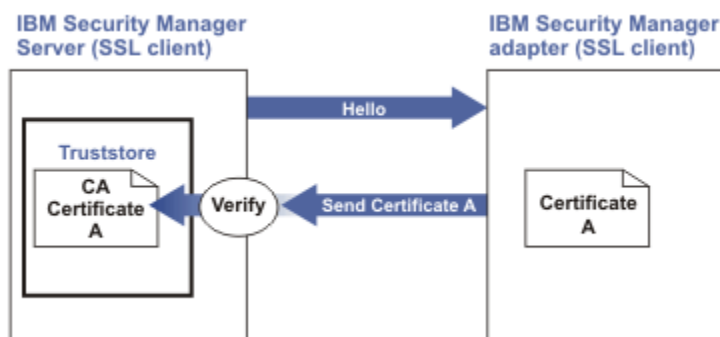 IBM Security Manager
Server (SSL client)
IBM Security Manager
adapter (SSL client)
Hello
Truststore
CA
Certificate
A
Verify
Send Certificate A
Certificate
A